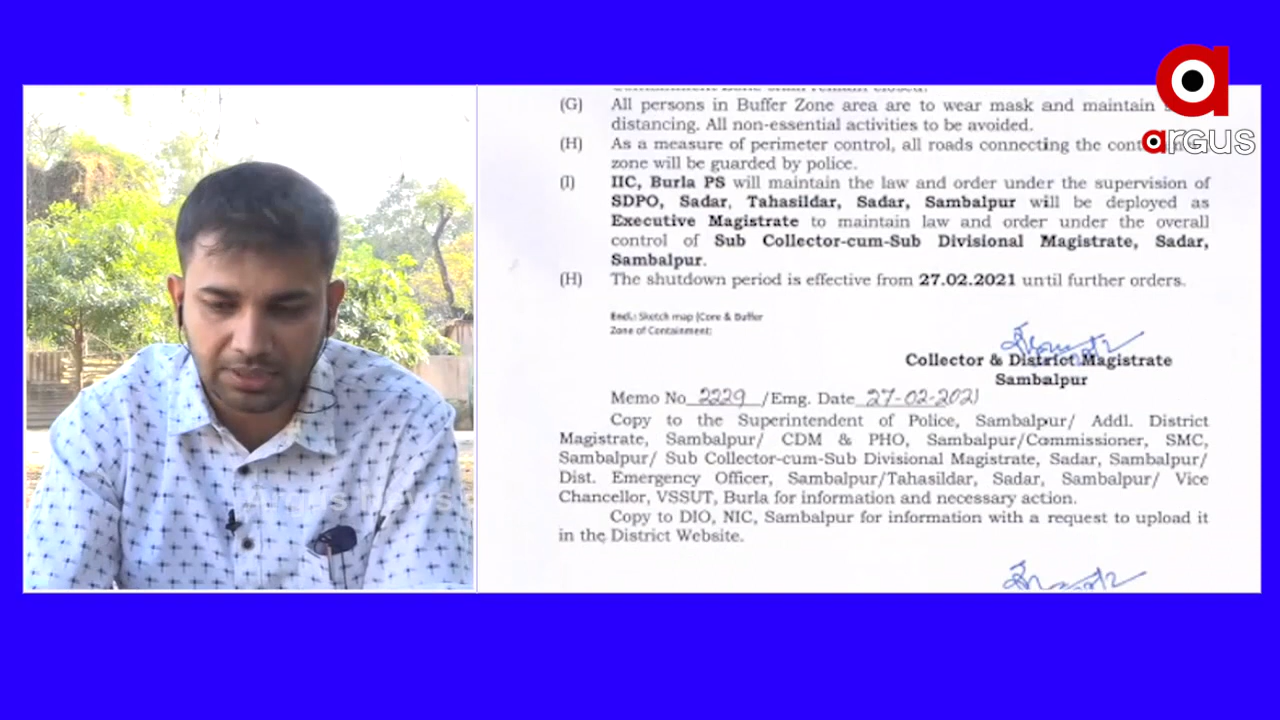 argus
Argus news
(G) All persons in Buffer Zone area are to wear mask and maintain
distancing. All non-essential activities to be avoided.
(H) As a measure of perimeter control, all roads connecting the
zone will be guarded by police.
(I) IIC, Burla PS will maintain the law and order under the supervision of
SDPO, Sadar, Tahasildar, Sadar, Sambalpur will be deployed as
Executive Magistrate to maintain law and order under the overall
control of Sub Collector-cum-Sub Divisional Magistrate, Sadar,
Sambalpur.
(H) The shutdown period is effective from 27.02.2021 until further orders.
Encl.: Sketch map (Core & Buffer
Zone of Containment;
Collector & District Magistrate
Sambalpur
Memo No 2229 /Emg. Date 27-02-2021
Copy to the Superintendent of Police, Sambalpur/ Addl. District
Magistrate, Sambalpur/ CDM & PHO, Sambalpur/Commissioner, SMC,
Sambalpur/ Sub Collector-cum-Sub Divisional Magistrate, Sadar, Sambalpur/
Dist. Emergency Officer, Sambalpur/Tahasildar, Sadar, Sambalpur/ Vice
Chancellor, VSSUT, Burla for information and necessary action.
Copy to DIO, NIC, Sambalpur for information with a request to upload it
in the District Website.